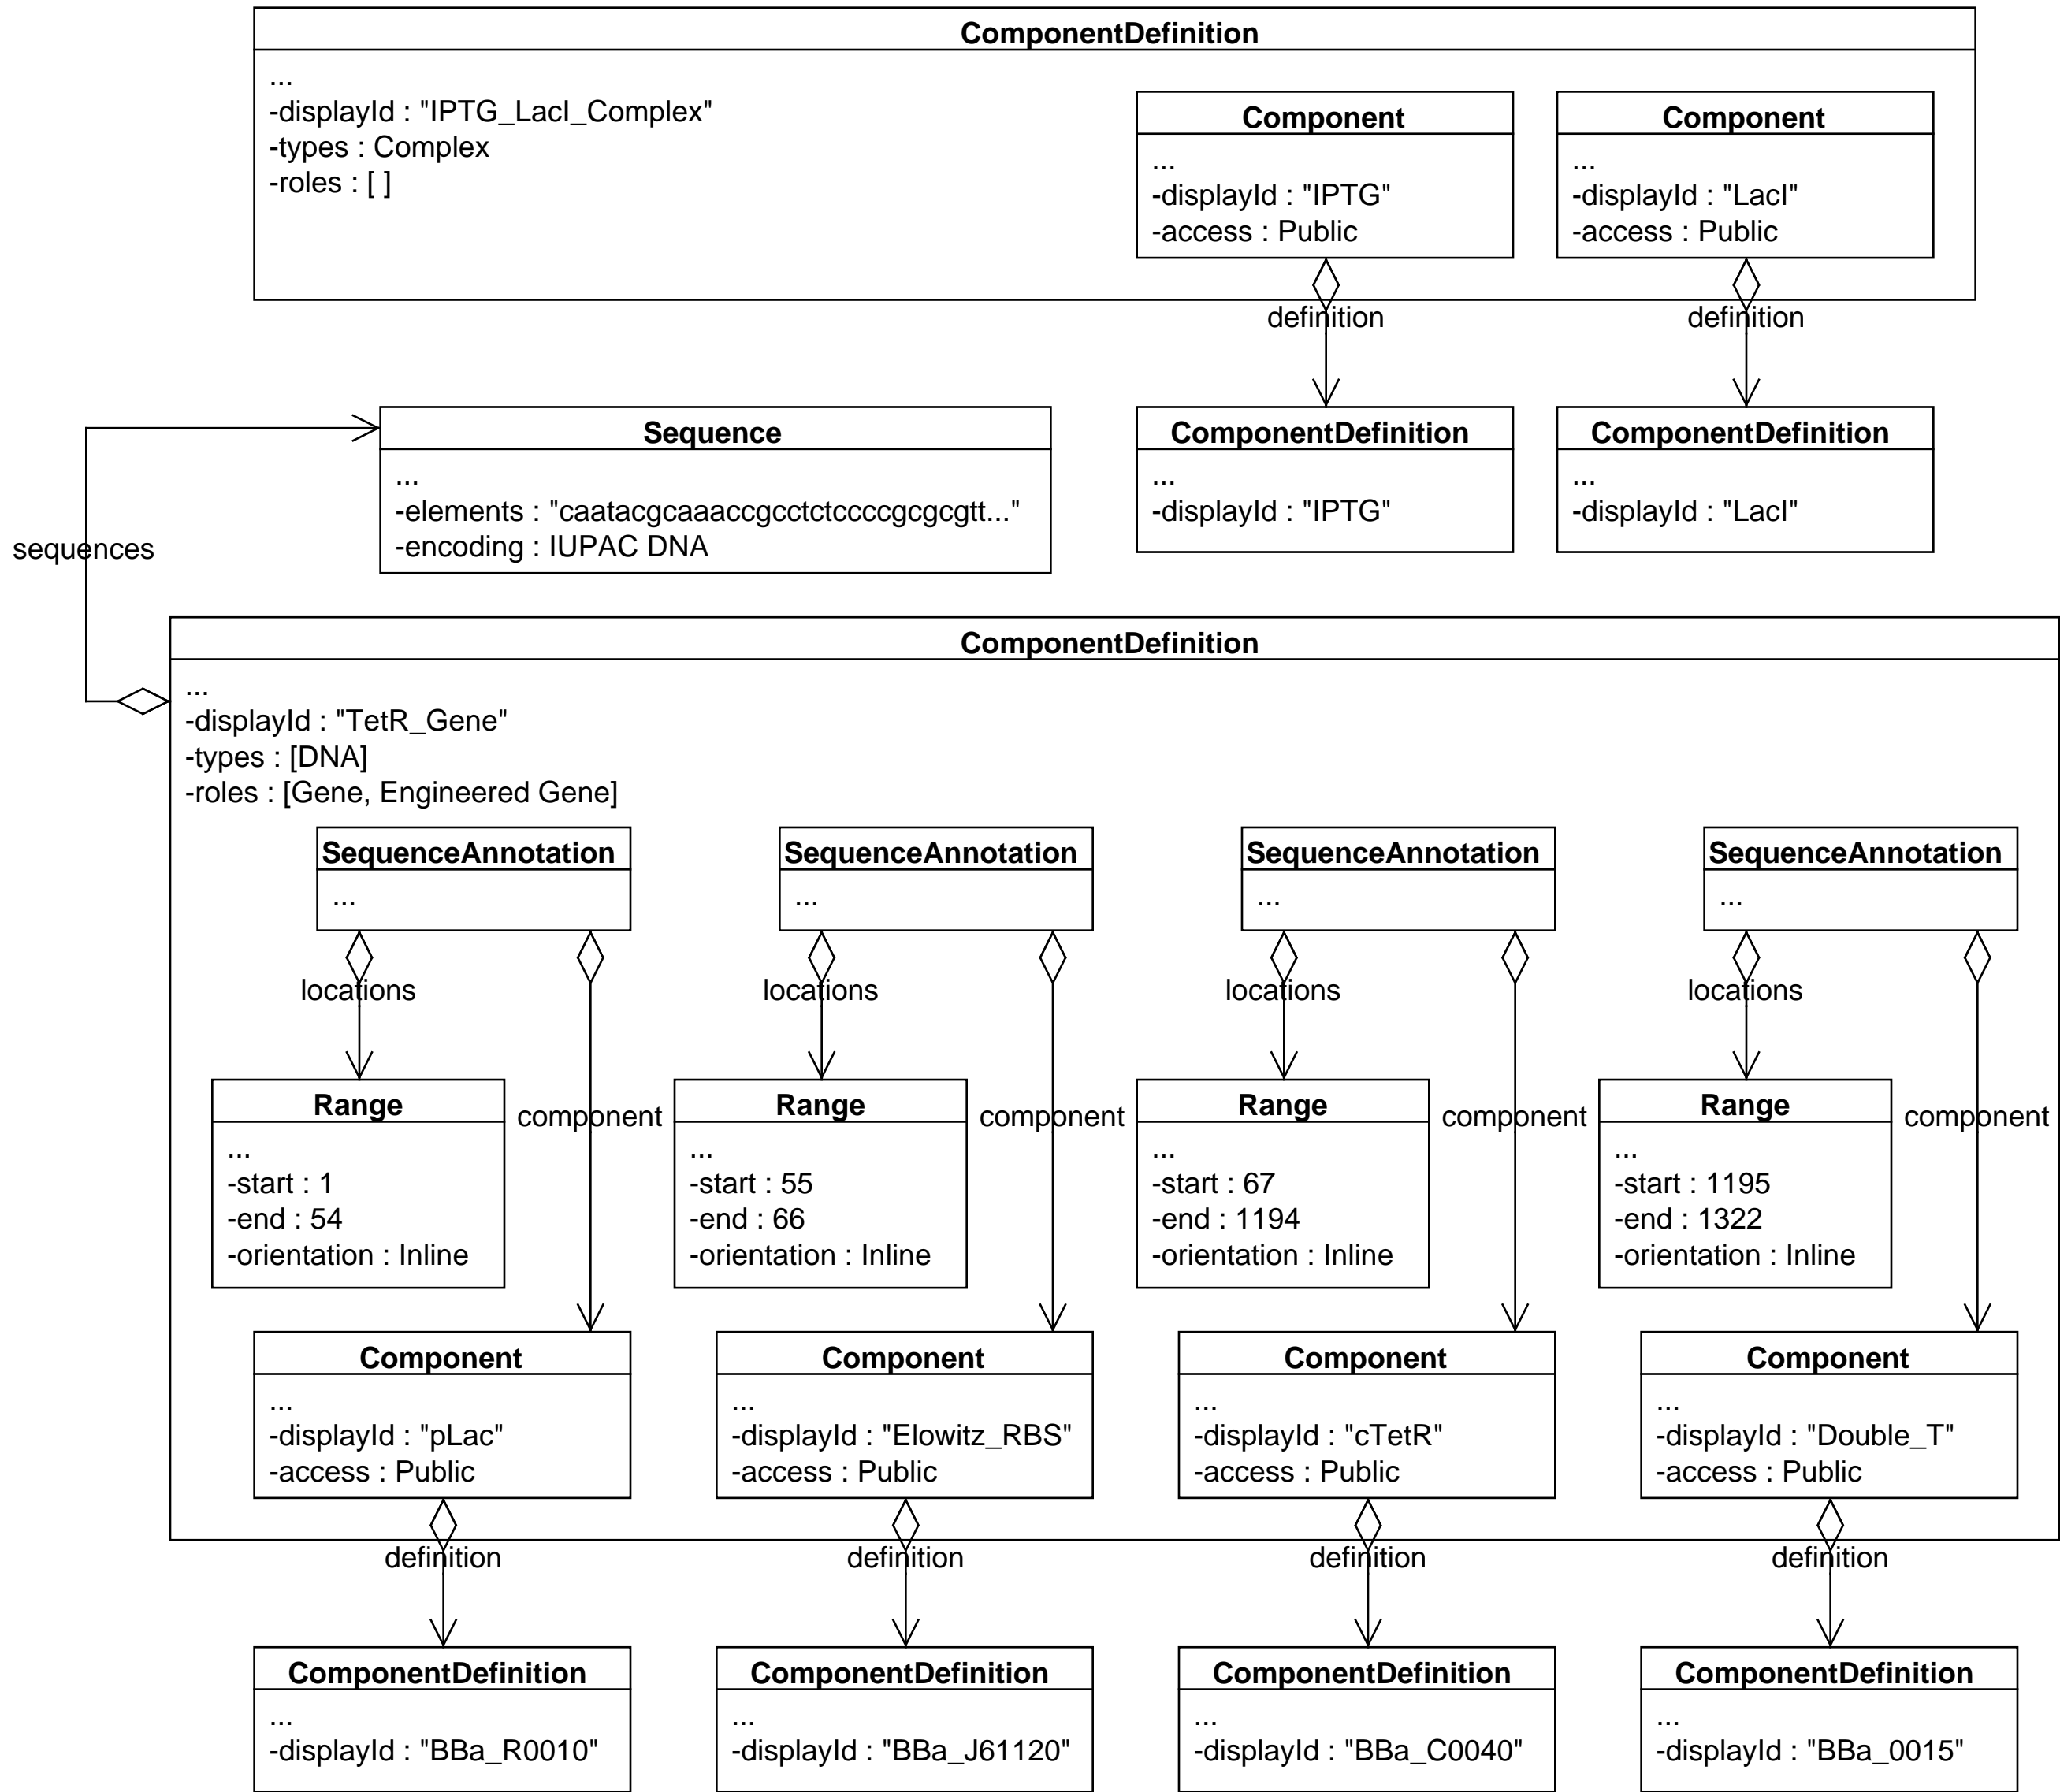 ComponentDefinition
...
-displayId : "IPTG_LacI_Complex"
-types : Complex
-roles : [ ]
Component
...
-displayId : "IPTG"
-access : Public
Component
...
-displayId : "LacI"
-access : Public
definition
definition
Sequence
...
-elements : "caatacgcaaaccgcctctccccgcgcgtt..."
-encoding : IUPAC DNA
ComponentDefinition
...
-displayId : "IPTG"
ComponentDefinition
...
-displayId : "LacI"
sequences
ComponentDefinition
...
-displayId : "TetR_Gene"
-types : [DNA]
-roles : [Gene, Engineered Gene]
SequenceAnnotation
...
SequenceAnnotation
...
SequenceAnnotation
...
SequenceAnnotation
...
locations
locations
locations
locations
Range
...
-start : 1
-end : 54
-orientation : Inline
component
Range
...
-start : 55
-end : 66
-orientation : Inline
component
Range
...
-start : 67
-end : 1194
-orientation : Inline
component
Range
...
-start : 1195
-end : 1322
-orientation : Inline
component
Component
...
-displayId : "pLac"
-access : Public
Component
...
-displayId : "Elowitz_RBS"
-access : Public
Component
...
-displayId : "cTetR"
-access : Public
Component
...
-displayId : "Double_T"
-access : Public
definition
definition
definition
definition
ComponentDefinition
...
-displayId : "BBa_R0010"
ComponentDefinition
...
-displayId : "BBa_J61120"
ComponentDefinition
...
-displayId : "BBa_C0040"
ComponentDefinition
...
-displayId : "BBa_0015"